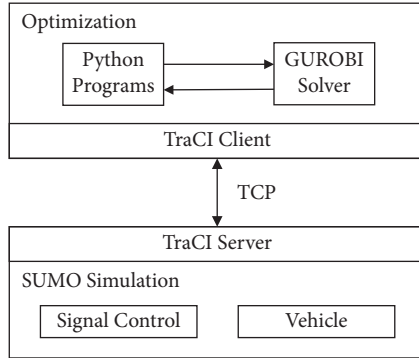 Optimization
Python
Programs
GUROBI
Solver
TraCI Client
TCP
TraCI Server
SUMO Simulation
Signal Control
Vehicle